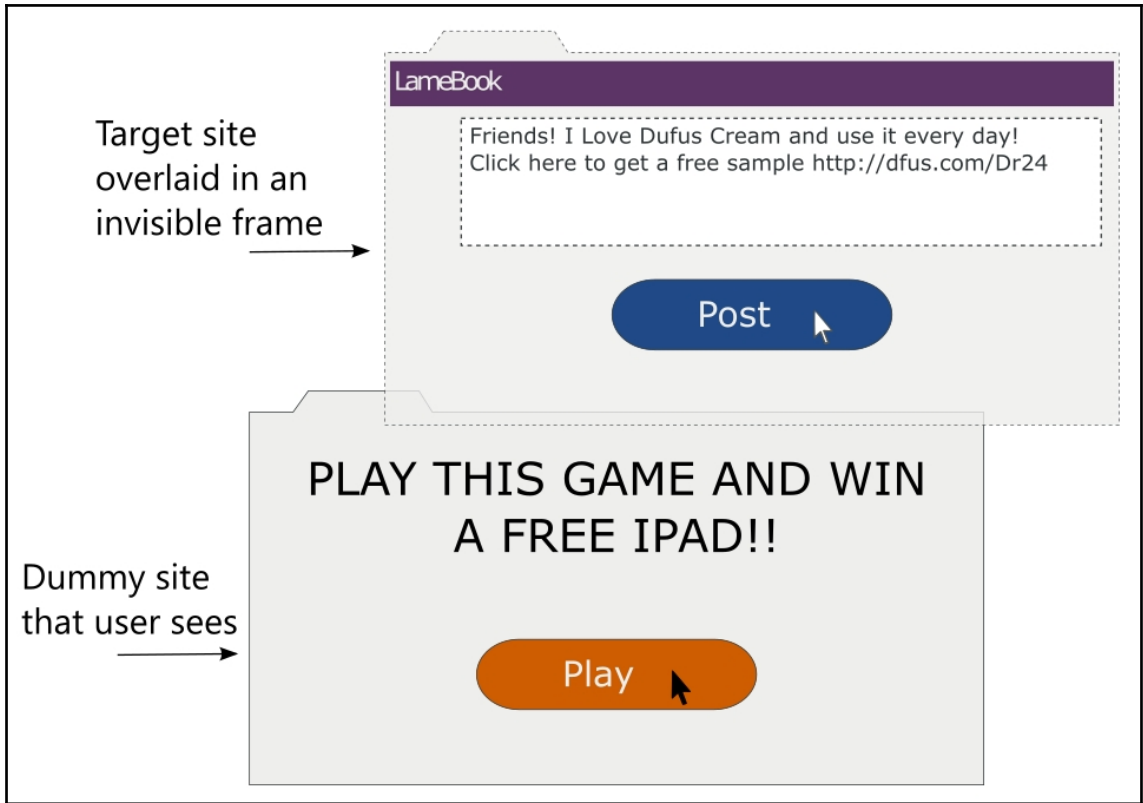 LameBook
Target site
overlaid in an
invisible frame
Friends! I Love Dufus Cream and use it every day!
Click here to get a free sample http://dfus.com/Dr24
Post
PLAY THIS GAME AND WIN
A FREE IPAD!!
Dummy site
that user sees
Play